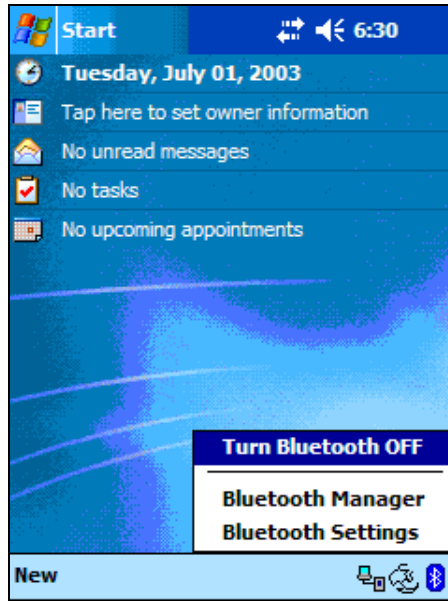 Start 6:30
Tuesday, July 01, 2003
Tap here to set owner information
No unread messages
No tasks
No upcoming appointments
Turn Bluetooth OFF
Bluetooth Manager
Bluetooth Settings
New